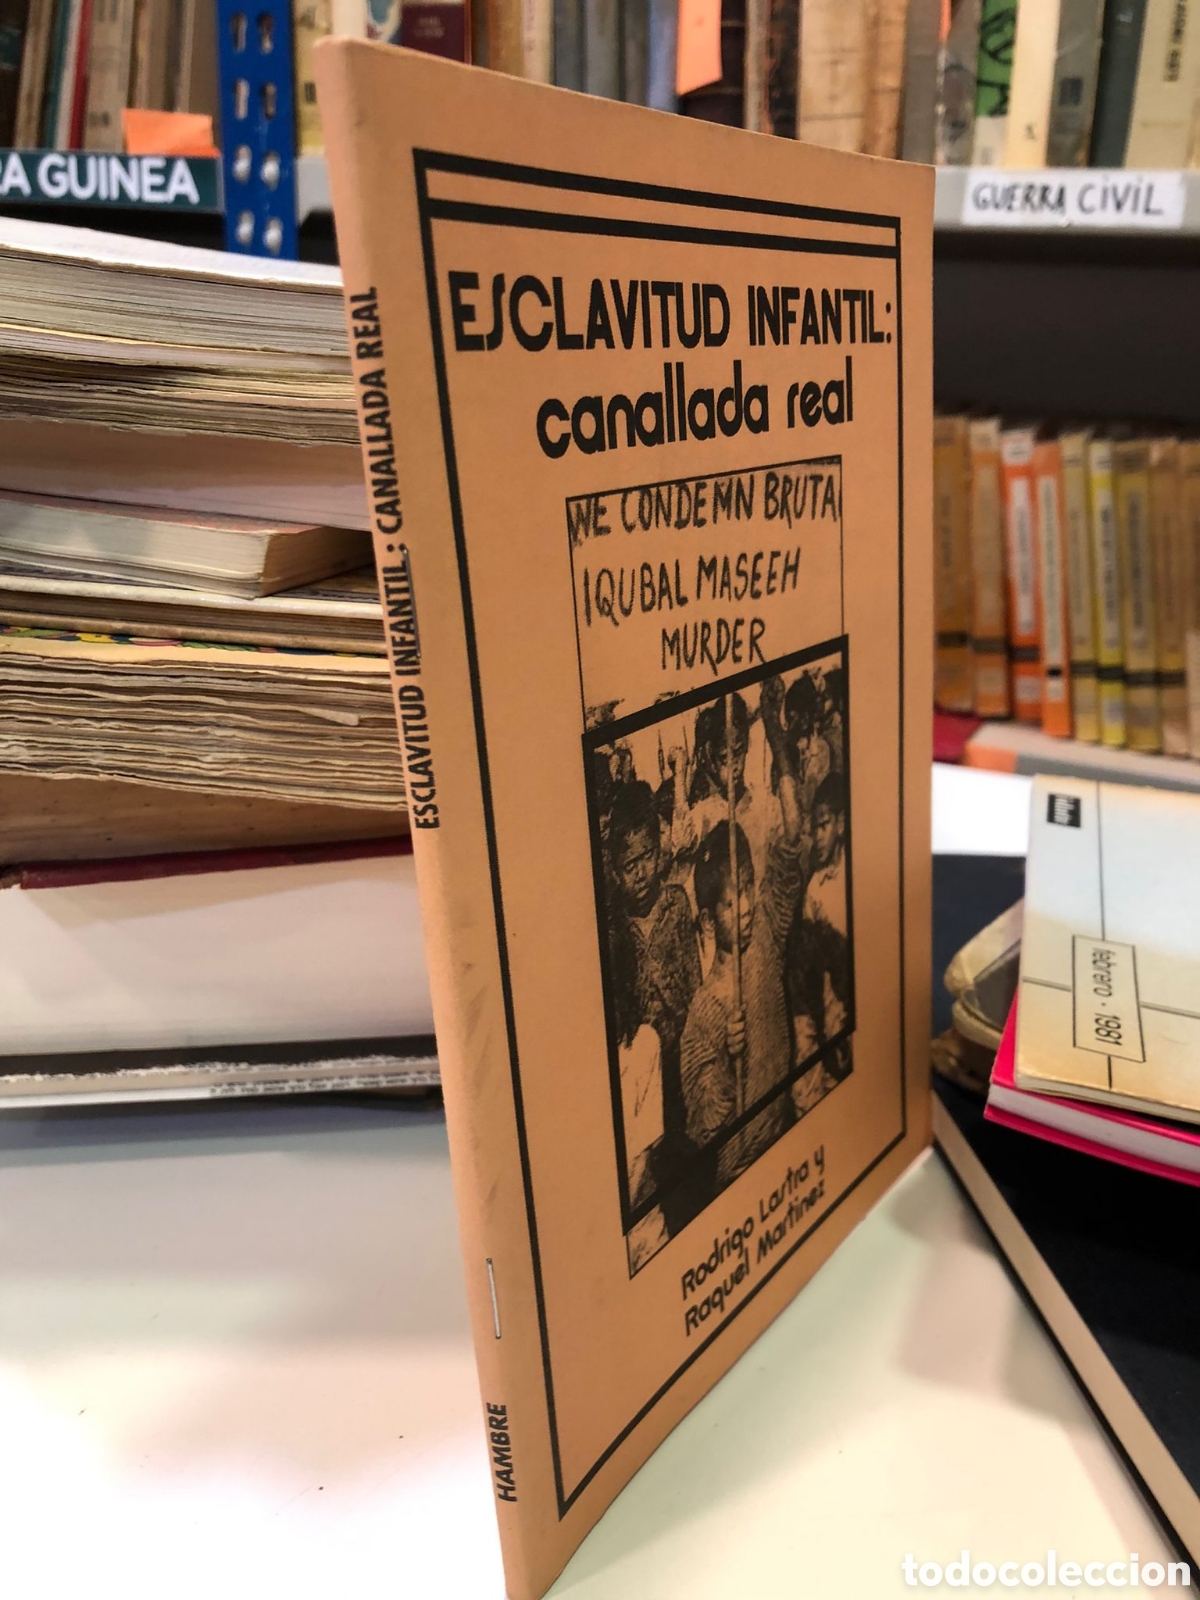 RA GUINEA
GUERRA CIVIL
ESCLAVITUD INFANTIL:
canallada real
WE CONDEMN BRUTA
IQUBAL MASEEH
MURDER
Rodrigo Lastra y
Raquel Martinez
ESCLAVITUD INFANTIL: CANALLADA REAL
HAMBRE
febrero · 1981
todocoleccion